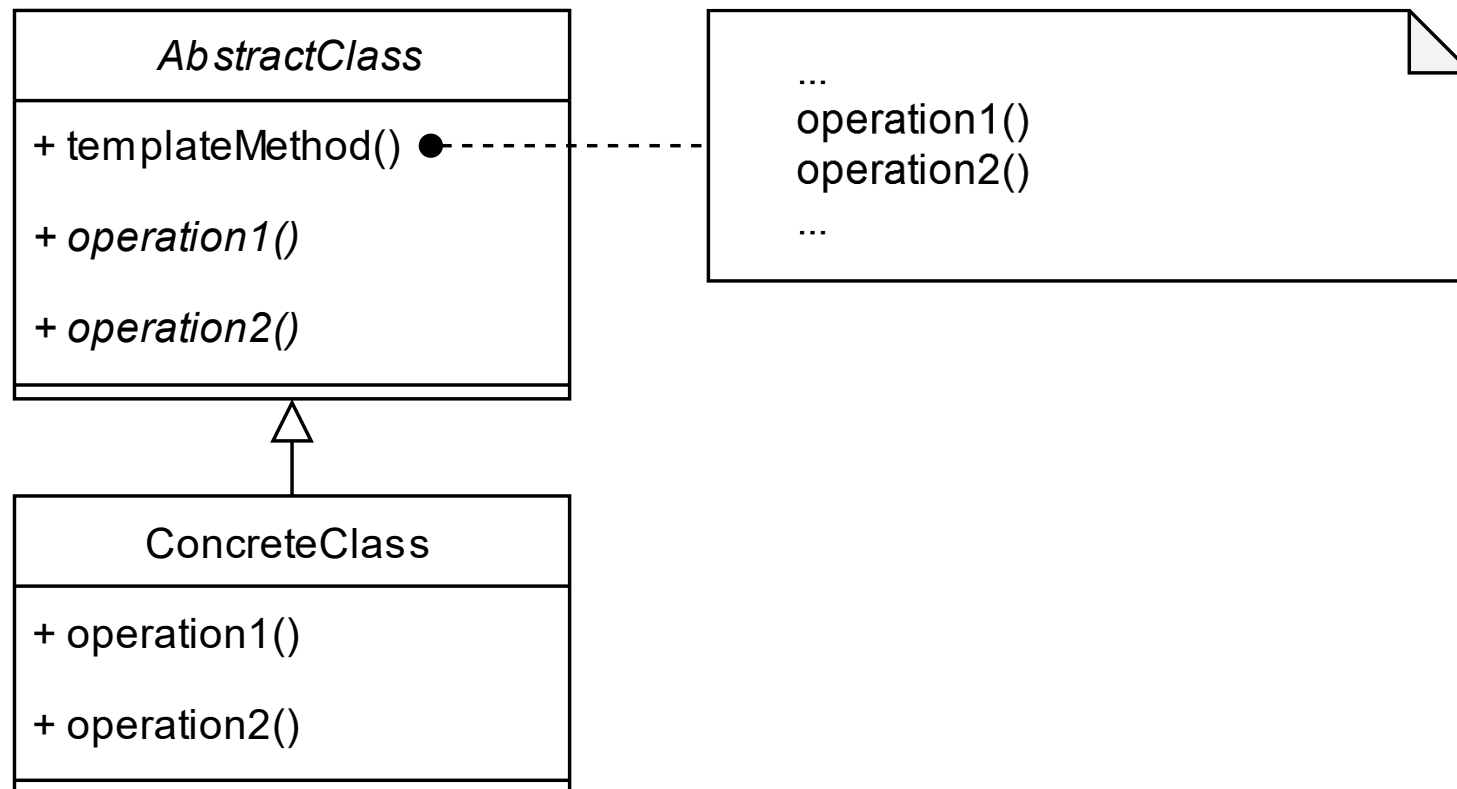 AbstractClass
+ templateMethod()
+ operation1()
+ operation2()
...
operation1()
operation2()
...
ConcreteClass
+ operation1()
+ operation2()